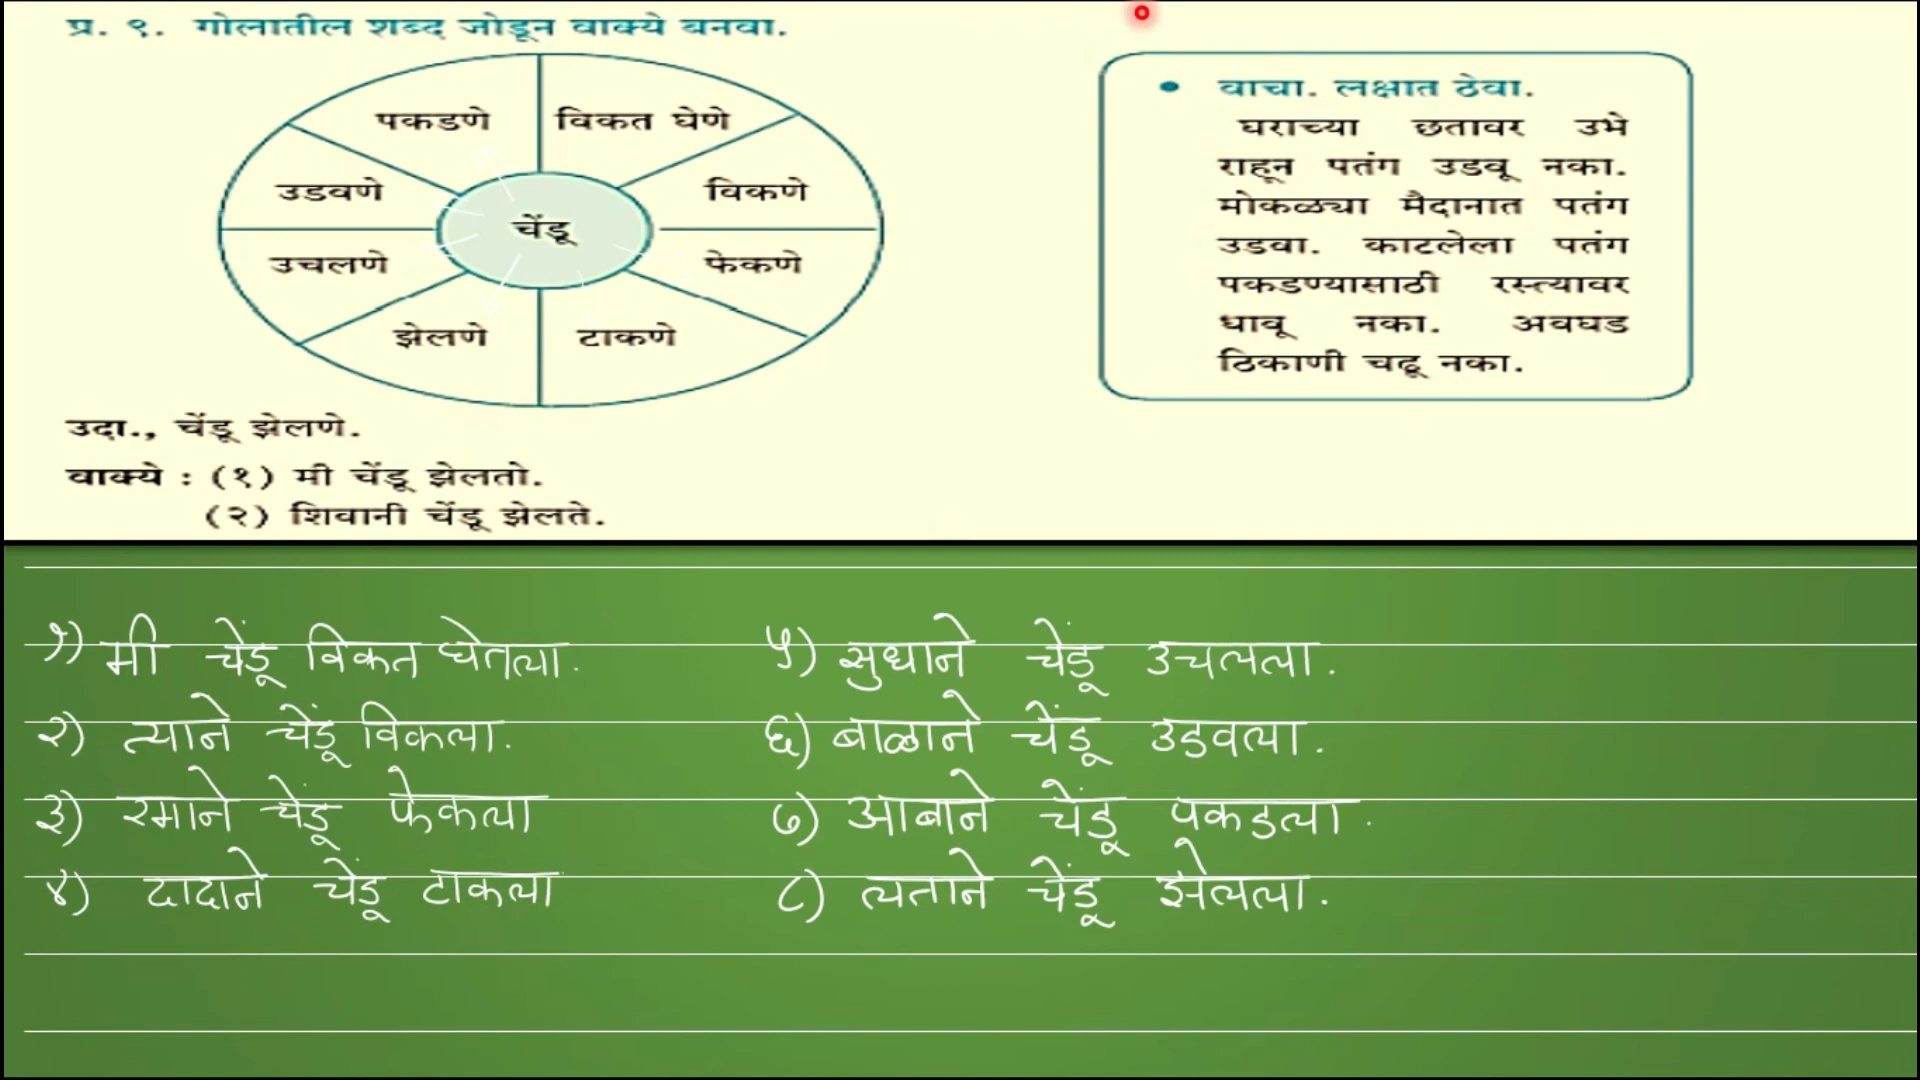 प्र. ९. गोलातील शब्द जोडून वाक्ये बनवा.
पकडणे
विकत घेणे
उडवणे
विकणे
चेंडू
उचलणे
फेकणे
झेलणे
टाकणे
उदा., चेंडू झेलणे.
वाक्ये : (१) मी चेंडू झेलतो.
(२) शिवानी चेंडू झेलते.
• वाचा. लक्षात ठेवा.
घराच्या छतावर उभे
राहून पतंग उडवू नका.
मोकळ्या मैदानात पतंग
उडवा. काटलेला पतंग
पकडण्यासाठी रस्त्यावर
धावू नका. अवघड
ठिकाणी चढू नका.
१) मी चेंडू विकत घेतला.
२) त्याने चेंडू विकला.
३) रमाने चेंडू फेकला
४) दादाने चेंडू टाकला
५) सुधाने चेंडू उचलला.
६) बाळाने चेंडू उडवला.
७) आबाने चेंडू पकडला.
८) लताने चेंडू झेलला.